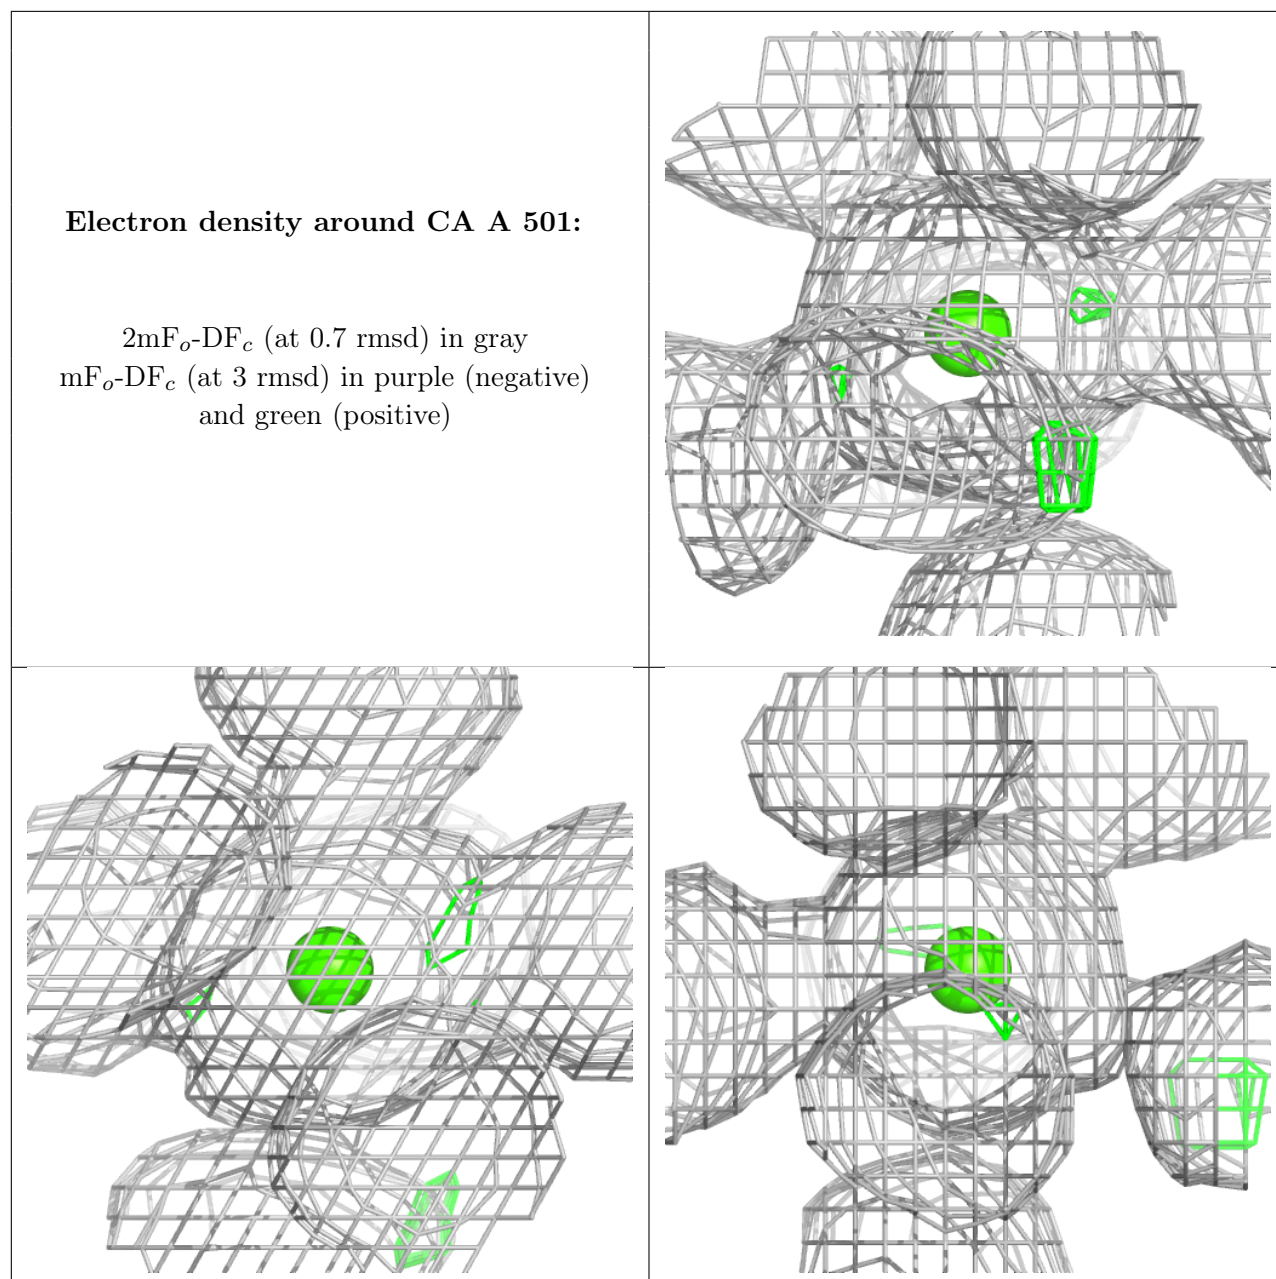 Electron density around CA A 501:
2mFo-DFc (at 0.7 rmsd) in gray
mFo-DFc (at 3 rmsd) in purple (negative)
and green (positive)